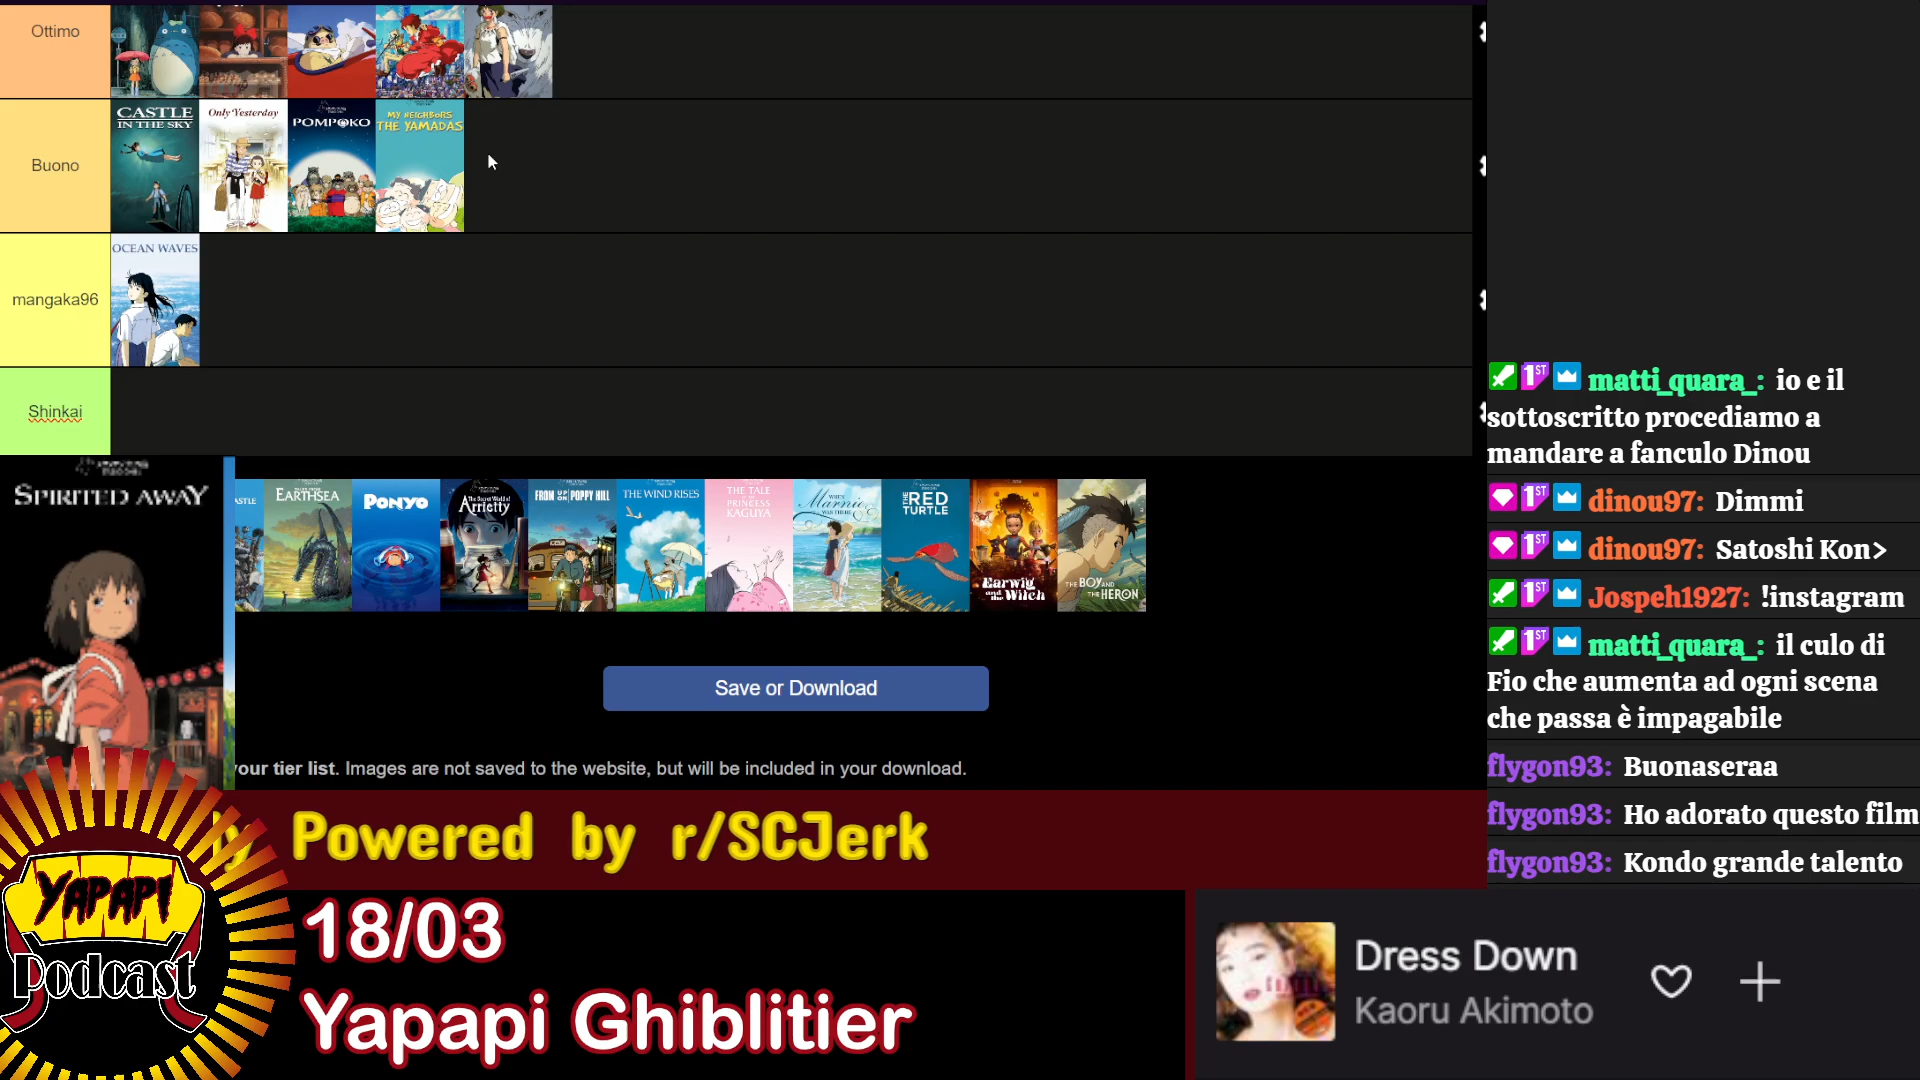 Ottimo
Buono
CASTLE
IN THE SKY
Only Yesterday
POMPOKO
MY NEIGHBORS
THE YAMADAS
mangaka96
OCEAN WAVES
Shinkai
SPIRITED AWAY
ASTLE
EARTHSEA
PONYO
The Secret World of
Arrietty
FROM UP ON POPPY HILL
THE WIND RISES
THE TALE
PRINCESS
KAGUYA
Marnie
WAS THERE
THE
RED
TURTLE
Earwig
and the Witch
THE BOY AND
THE HERON
Save or Download
your tier list. Images are not saved to the website, but will be included in your download.
matti_quara_: io e il
sottoscritto procediamo a
mandare a fanculo Dinou
dinou97: Dimmi
dinou97: Satoshi Kon>
Jospeh1927: !instagram
matti_quara_: il culo di
Fio che aumenta ad ogni scena
che passa è impagabile
flygon93: Buonaseraa
flygon93: Ho adorato questo film
flygon93: Kondo grande talento
y Powered by r/SCJerk
YAPAPI
Podcast
18/03
Yapapi Ghiblitier
Dress Down
Kaoru Akimoto